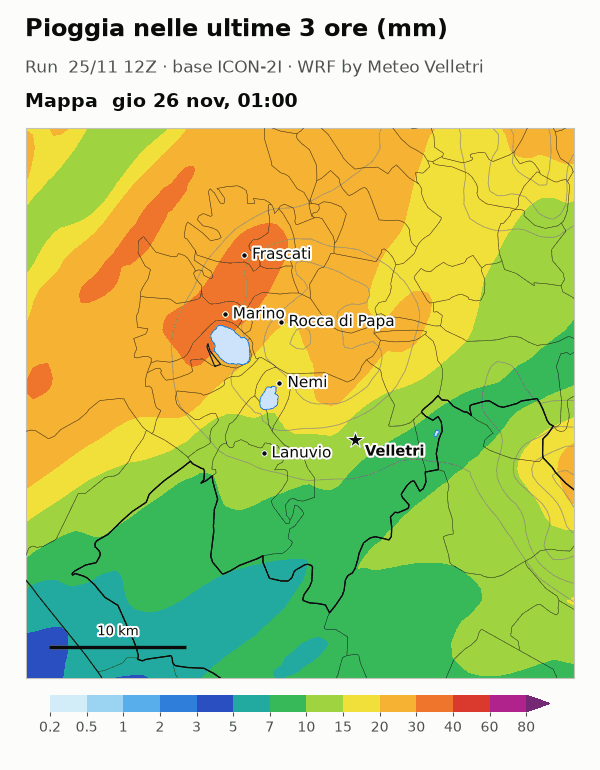 Pioggia nelle ultime 3 ore (mm)
Run 25/11 12Z · base ICON-2I · WRF by Meteo Velletri
Mappa gio 26 nov, 01:00
Frascati
Marino
Rocca di Papa
Nemi
Velletri
Lanuvio
10 km
0.2 0.5 1 2 3 5 7 10 15 20 30 40 60 80